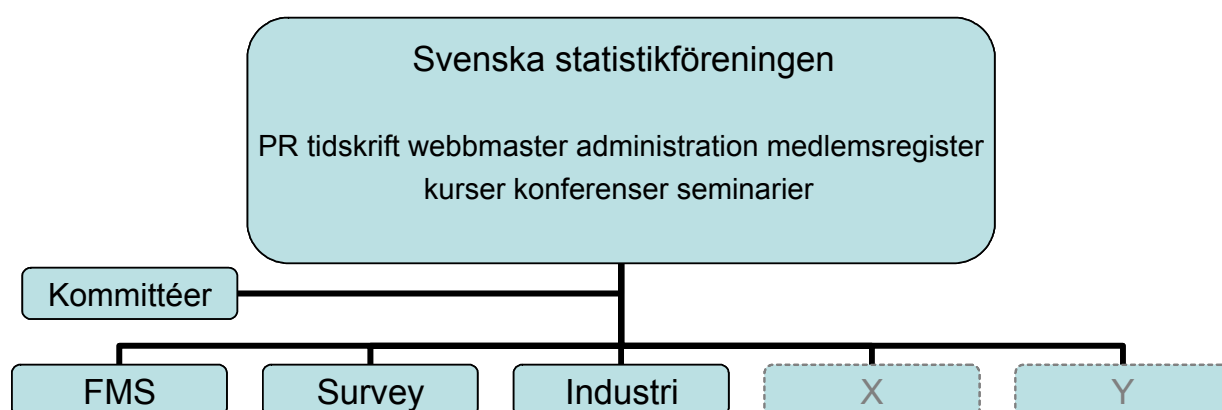 Svenska statistikföreningen
PR tidskrift webbmaster administration medlemsregister
kurser konferenser seminarier
Kommittéer
FMS
Survey
Industri
X
Y